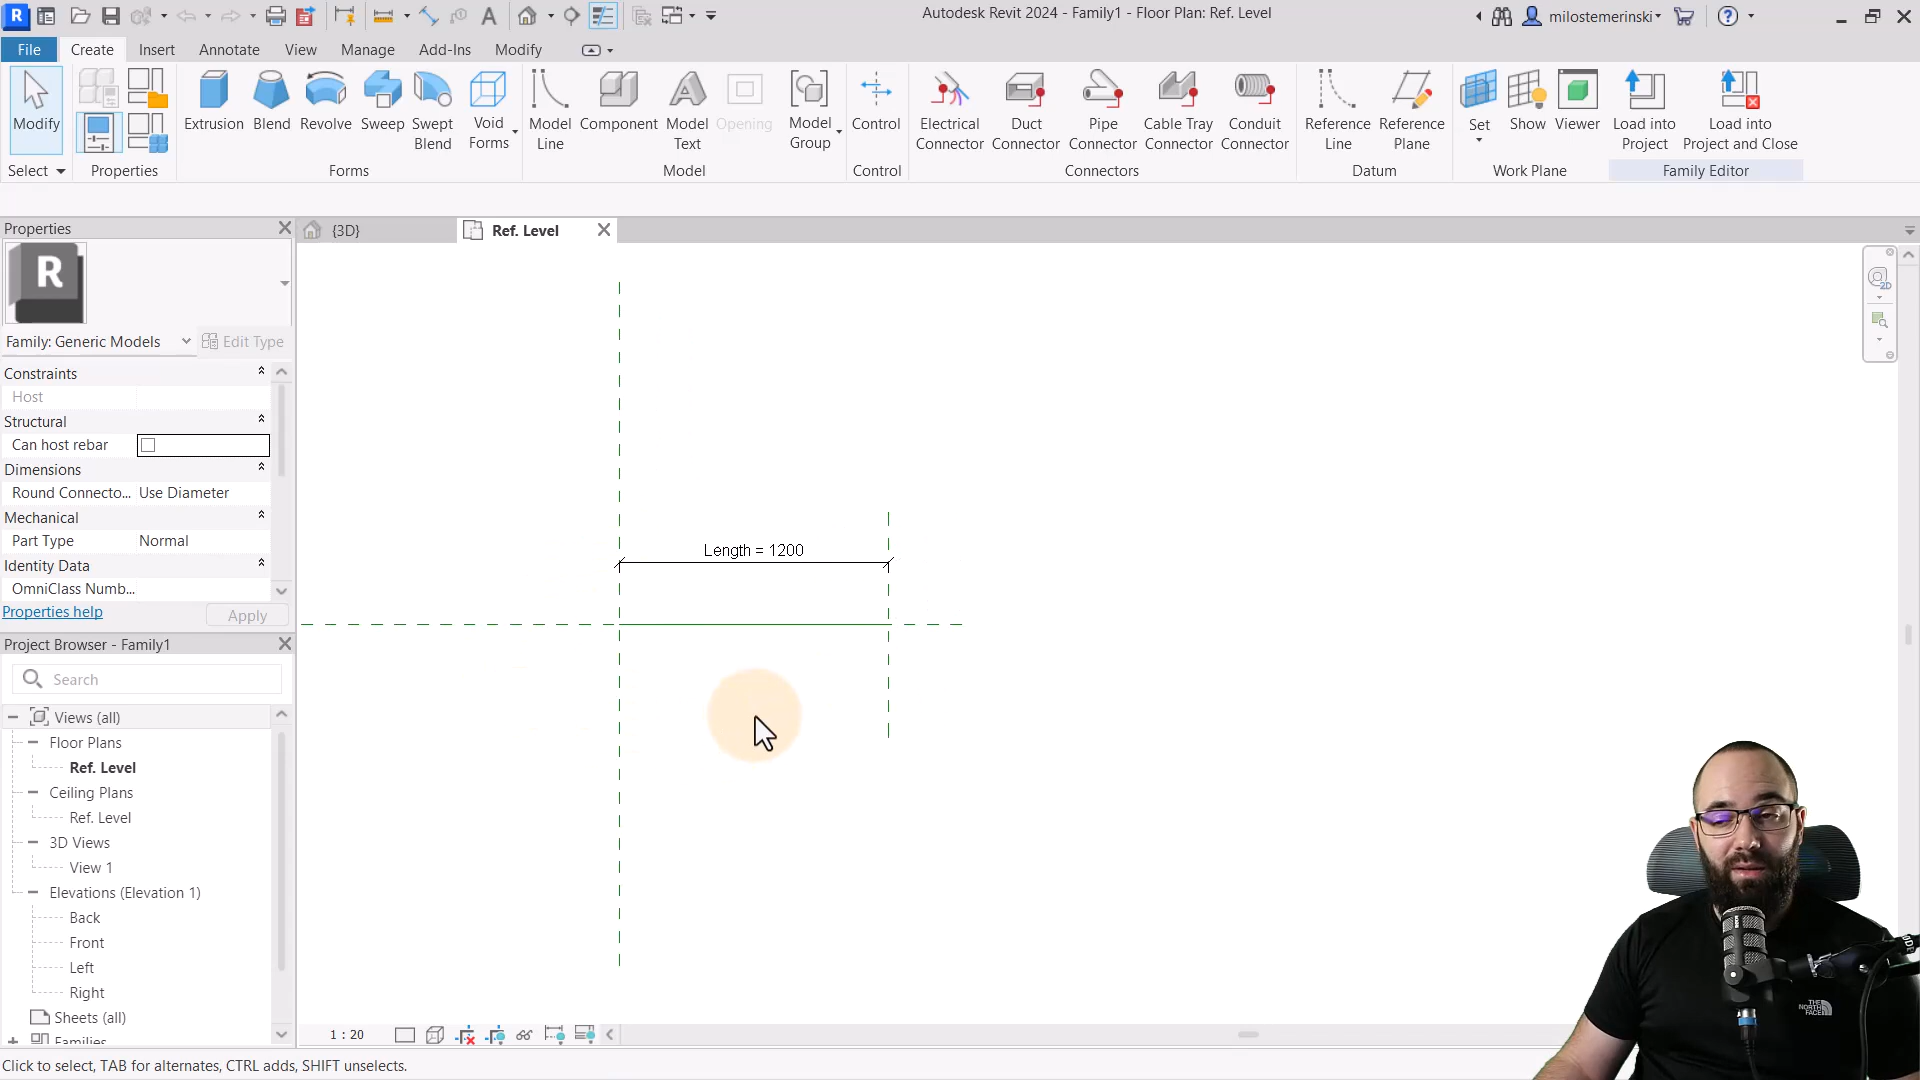 Autodesk Revit 2024 - Family1 - Floor Plan: Ref. Level
milostemerinski
File Create Insert Annotate View Manage Add-Ins Modify
Modify
Extrusion Blend Revolve Sweep Swept Blend Void Forms
Model Line Component Model Text Opening Model Group
Control
Electrical Connector Duct Connector Pipe Connector Cable Tray Connector Conduit Connector
Reference Line Reference Plane
Set Show Viewer
Load into Project Load into Project and Close
Select Properties Forms Model Control Connectors Datum Work Plane Family Editor
Properties
{3D}
Ref. Level
R
Family: Generic Models
Edit Type
Constraints
Host
Structural
Can host rebar
Dimensions
Round Connecto... Use Diameter
Mechanical
Part Type Normal
Identity Data
OmniClass Numb...
Properties help
Apply
Length = 1200
Project Browser - Family1
Search
Views (all)
Floor Plans
Ref. Level
Ceiling Plans
Ref. Level
3D Views
View 1
Elevations (Elevation 1)
Back
Front
Left
Right
Sheets (all)
Families
1 : 20
Click to select, TAB for alternates, CTRL adds, SHIFT unselects.
THE NORTH FACE
2D